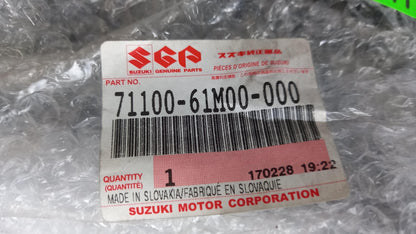 SGP
SUZUKI GENUINE PARTS
スズキ純正部品
PIÈCES D'ORIGINE DE SUZUKI
PART NO.
71100-61M00-000
QUANTITY
(QUANTITÉ)
1
170228 19:22
MADE IN SLOVAKIA/FABRIQUÉ EN SLOVAQUIE
SUZUKI MOTOR CORPORATION